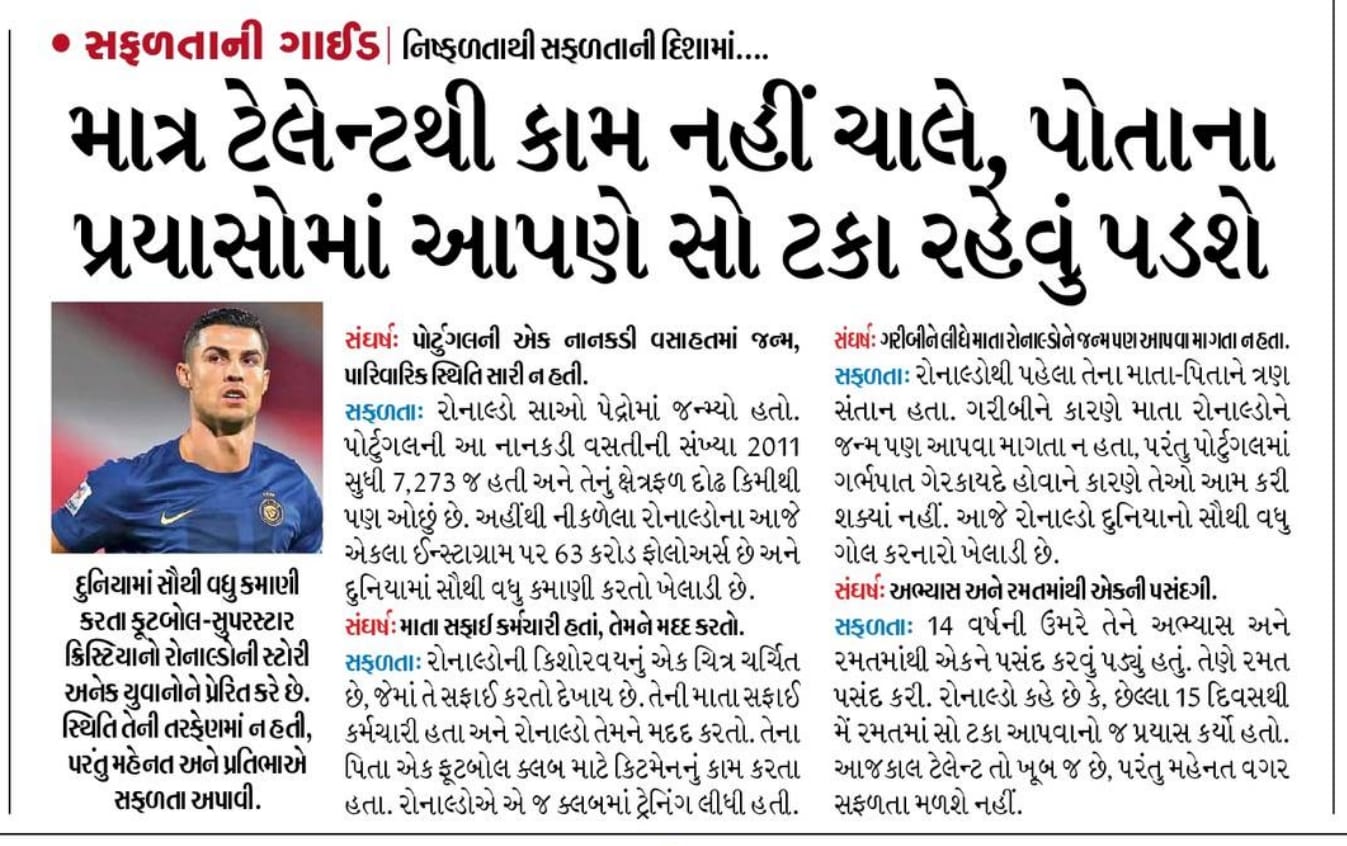 • સફળતાની ગાઈડ | નિષ્ફળતાથી સફળતાની દિશામાં....
માત્ર ટેલેન્ટથી કામ નહીં ચાલે, પોતાના
પ્રયાસોમાં આપણે સો ટકા રહેવું પડશે
દુનિયામાં સૌથી વધુ કમાણી
કરતા ફૂટબોલ-સુપરસ્ટાર
ક્રિસ્ટિયાનો રોનાલ્ડોની સ્ટોરી
અનેક યુવાનોને પ્રેરિત કરે છે.
સ્થિતિ તેની તરફેણમાં ન હતી,
પરંતુ મહેનત અને પ્રતિભાએ
સફળતા અપાવી.
સંઘર્ષઃ પોર્ટુગલની એક નાનકડી વસાહતમાં જન્મ,
પારિવારિક સ્થિતિ સારી ન હતી.
સફળતાઃ રોનાલ્ડો સાઓ પેદ્રોમાં જન્મ્યો હતો.
પોર્ટુગલની આ નાનકડી વસતીની સંખ્યા 2011
સુધી 7,273 જ હતી અને તેનું ક્ષેત્રફળ દોઢ કિમીથી
પણ ઓછું છે. અહીંથી નીકળેલા રોનાલ્ડોના આજે
એકલા ઈન્સ્ટાગ્રામ પર 63 કરોડ ફોલોઅર્સ છે અને
દુનિયામાં સૌથી વધુ કમાણી કરતો ખેલાડી છે.
સંઘર્ષઃ માતા સફાઈ કર્મચારી હતાં, તેમને મદદ કરતો.
સફળતાઃ રોનાલ્ડોની કિશોરવયનું એક ચિત્ર ચર્ચિત
છે, જેમાં તે સફાઈ કરતો દેખાય છે. તેની માતા સફાઈ
કર્મચારી હતા અને રોનાલ્ડો તેમને મદદ કરતો. તેના
પિતા એક ફૂટબોલ ક્લબ માટે કિટમેનનું કામ કરતા
હતા. રોનાલ્ડોએ એ જ ક્લબમાં ટ્રેનિંગ લીધી હતી.
સંઘર્ષઃ ગરીબીને લીધે માતા રોનાલ્ડોને જન્મ પણ આપવા માગતા ન હતા.
સફળતાઃ રોનાલ્ડોથી પહેલા તેના માતા-પિતાને ત્રણ
સંતાન હતા. ગરીબીને કારણે માતા રોનાલ્ડોને
જન્મ પણ આપવા માગતા ન હતા, પરંતુ પોર્ટુગલમાં
ગર્ભપાત ગેરકાયદે હોવાને કારણે તેઓ આમ કરી
શક્યાં નહીં. આજે રોનાલ્ડો દુનિયાનો સૌથી વધુ
ગોલ કરનારો ખેલાડી છે.
સંઘર્ષઃ અભ્યાસ અને રમતમાંથી એકની પસંદગી.
સફળતાઃ 14 વર્ષની ઉંમરે તેને અભ્યાસ અને
રમતમાંથી એકને પસંદ કરવું પડ્યું હતું. તેણે રમત
પસંદ કરી. રોનાલ્ડો કહે છે કે, છેલ્લા 15 દિવસથી
મેં રમતમાં સો ટકા આપવાનો જ પ્રયાસ કર્યો હતો.
આજકાલ ટેલેન્ટ તો ખૂબ જ છે, પરંતુ મહેનત વગર
સફળતા મળશે નહીં.